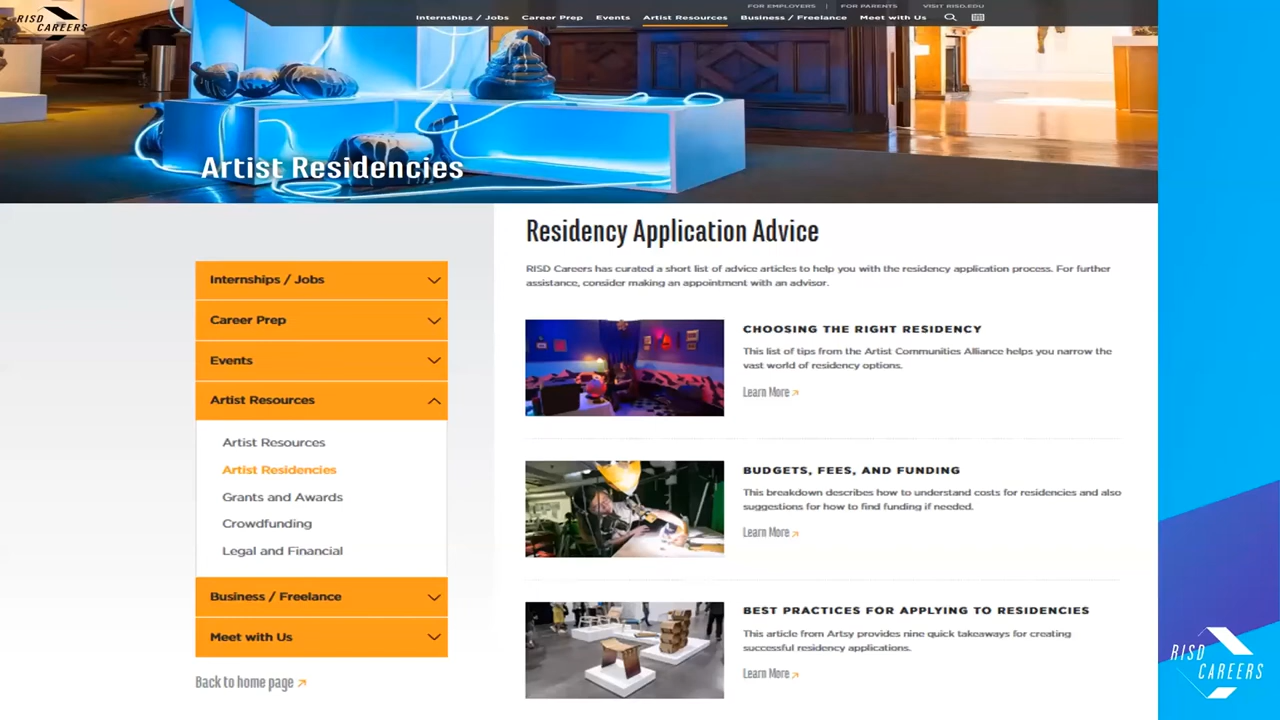 FOR EMPLOYERS | FOR PARENTS VISIT RISD.EDU
RISD CAREERS
Internships / Jobs Career Prep Events Artist Resources Business / Freelance Meet with Us
Artist Residencies
Internships / Jobs
Career Prep
Events
Artist Resources
Artist Resources
Artist Residencies
Grants and Awards
Crowdfunding
Legal and Financial
Business / Freelance
Meet with Us
Back to home page
Residency Application Advice
RISD Careers has curated a short list of advice articles to help you with the residency application process. For further
assistance, consider making an appointment with an advisor.
CHOOSING THE RIGHT RESIDENCY
This list of tips from the Artist Communities Alliance helps you narrow the
vast world of residency options.
Learn More
BUDGETS, FEES, AND FUNDING
This breakdown describes how to understand costs for residencies and also
suggestions for how to find funding if needed.
Learn More
BEST PRACTICES FOR APPLYING TO RESIDENCIES
This article from Artsy provides nine quick takeaways for creating
successful residency applications.
Learn More
RISD
CAREERS